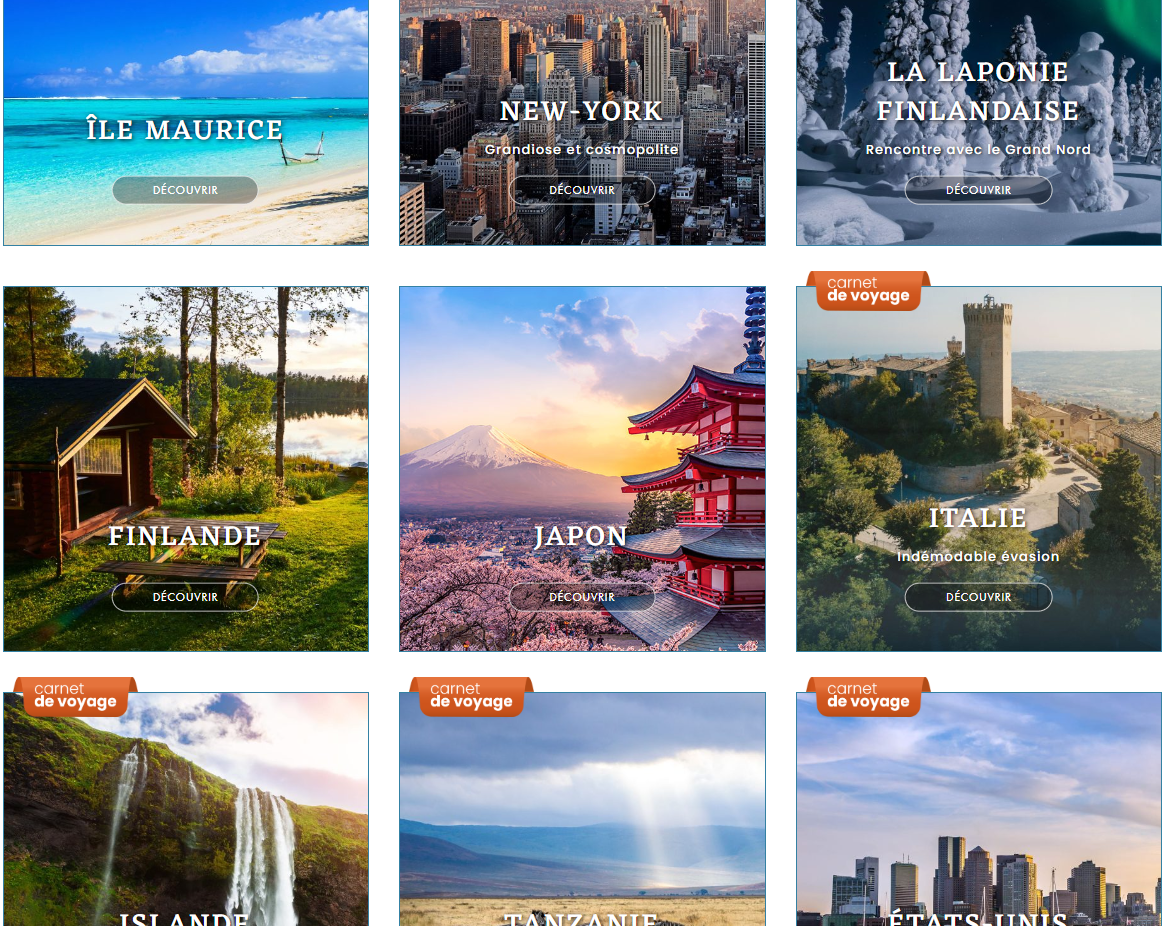 ÎLE MAURICE
DÉCOUVRIR
NEW-YORK
Grandiose et cosmopolite
DÉCOUVRIR
LA LAPONIE
FINLANDAISE
Rencontre avec le Grand Nord
DÉCOUVRIR
FINLANDE
DÉCOUVRIR
JAPON
DÉCOUVRIR
carnet
de voyage
ITALIE
Indémodable évasion
DÉCOUVRIR
carnet
de voyage
ISLANDE
carnet
de voyage
TANZANIE
carnet
de voyage
ÉTATS-UNIS